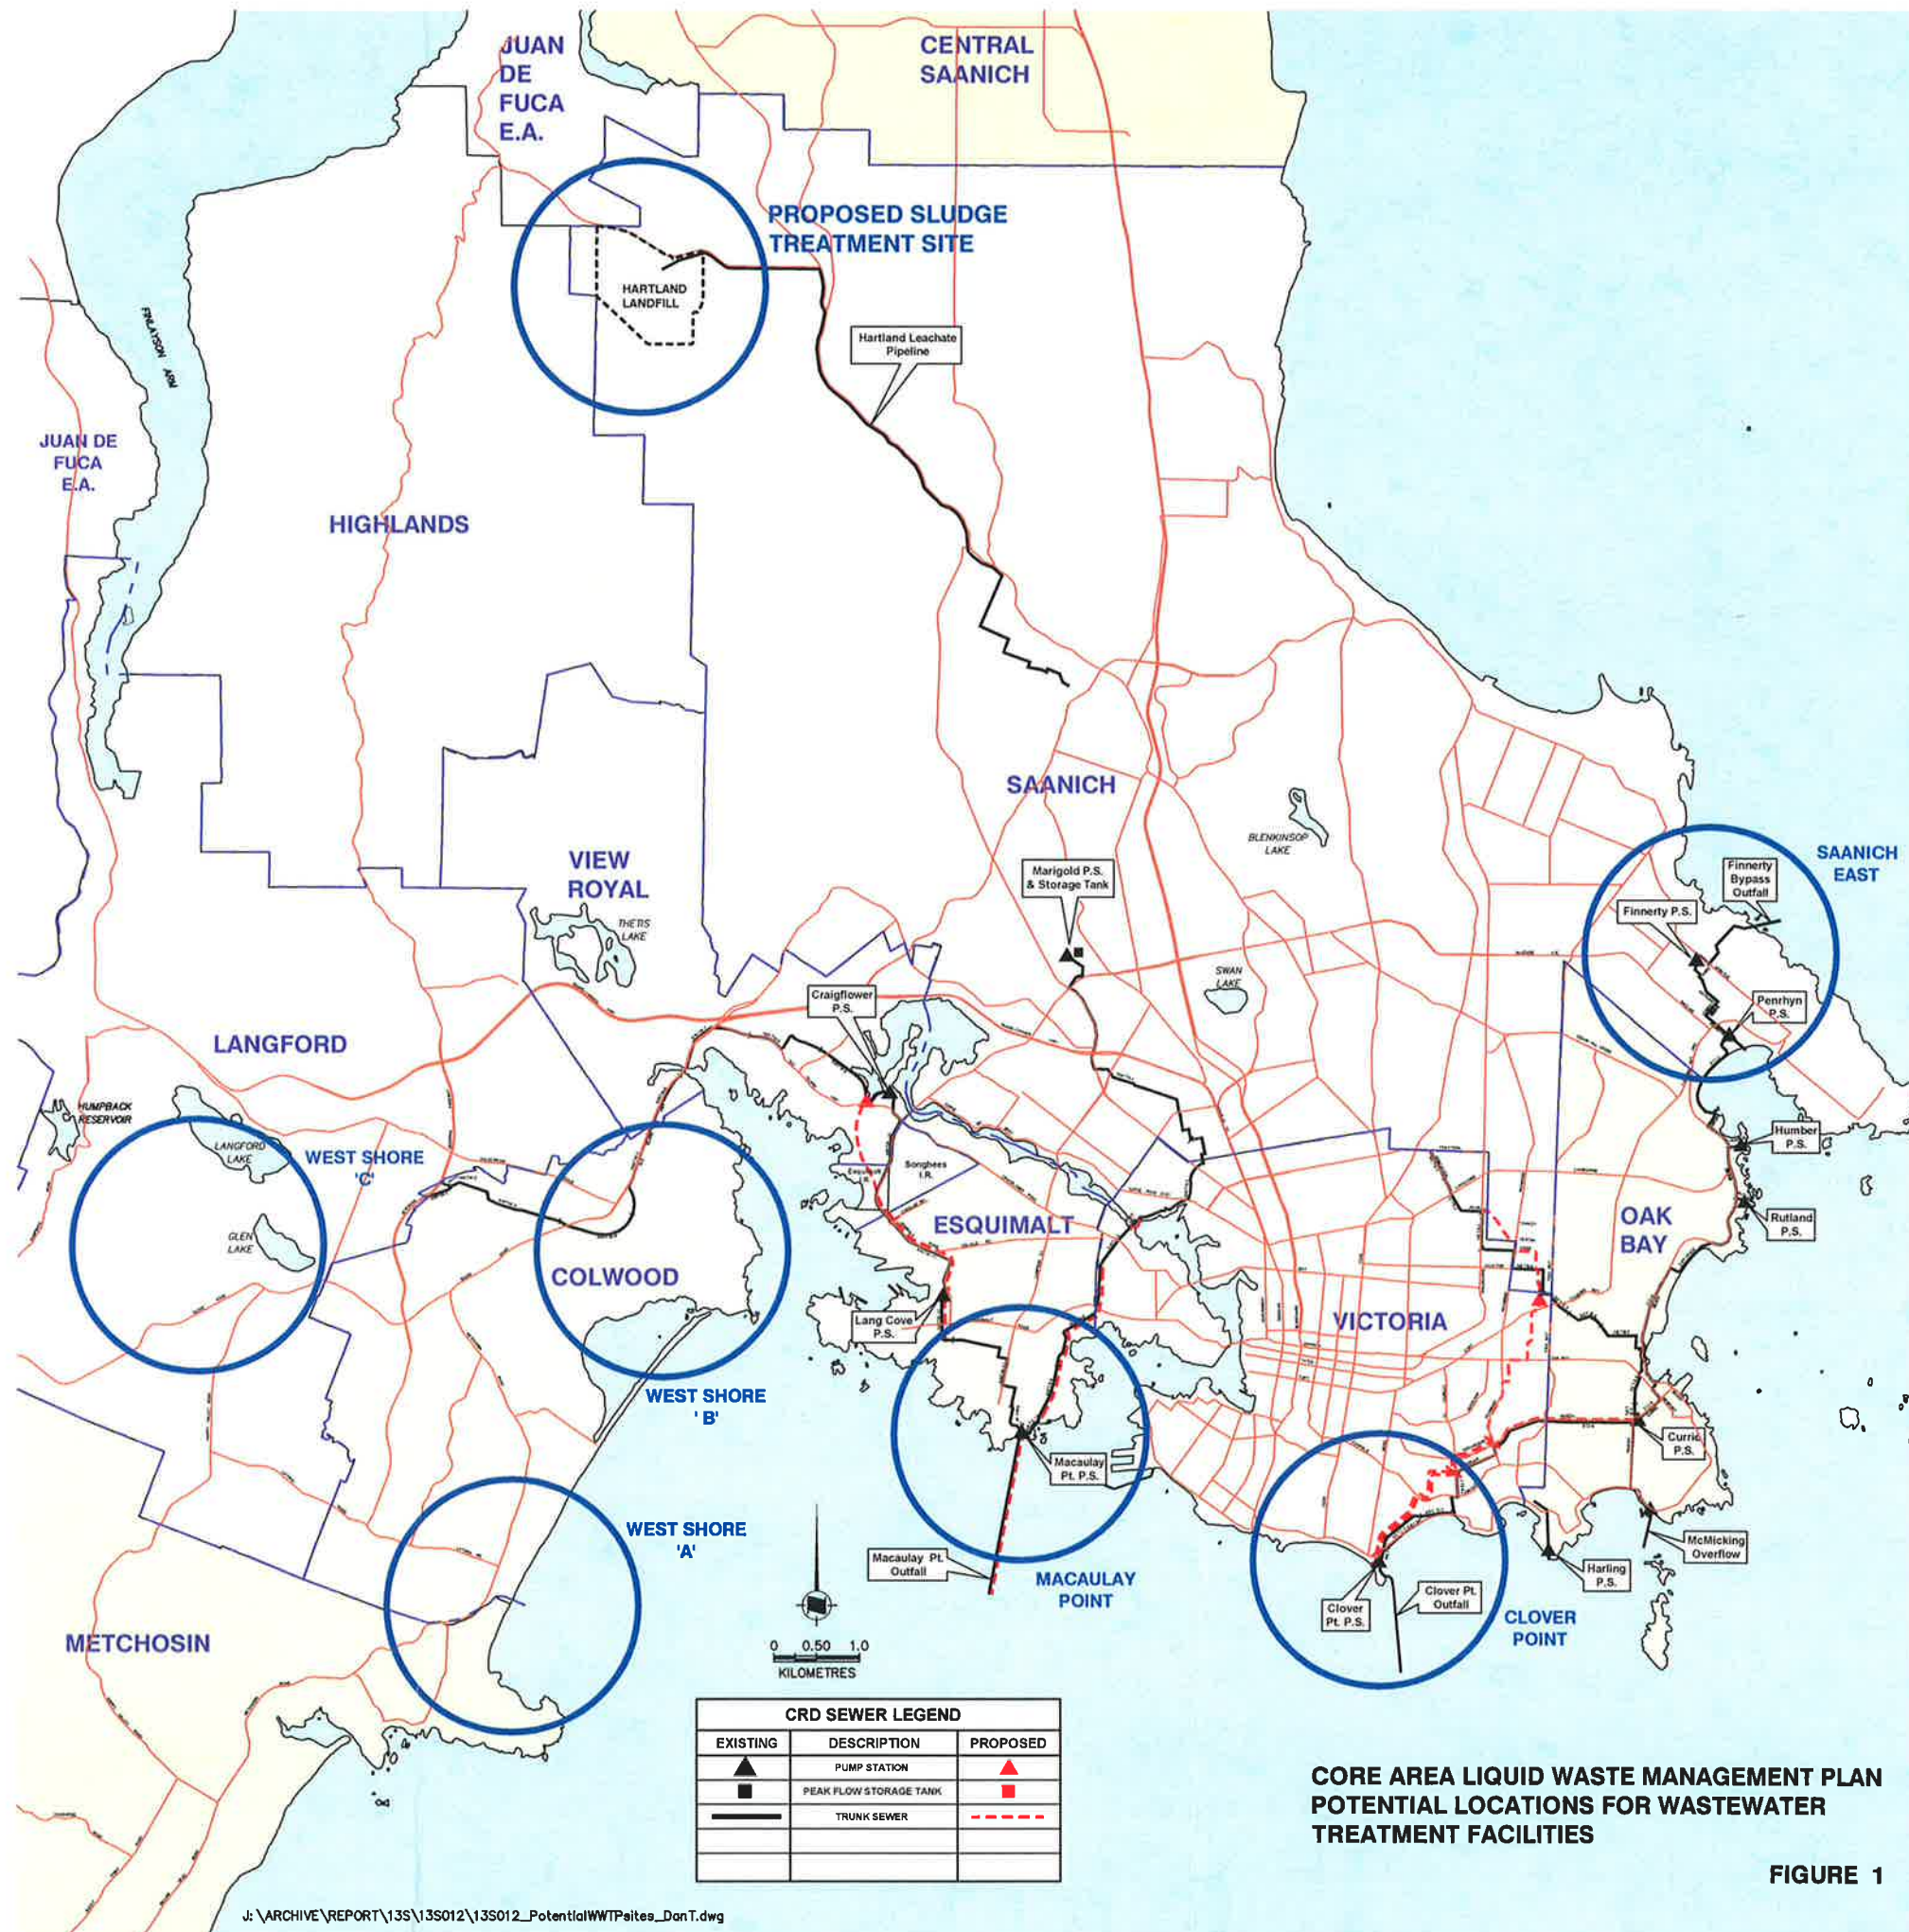 JUAN
DE
FUCA
E.A.
CENTRAL
SAANICH
PROPOSED SLUDGE
TREATMENT SITE
HARTLAND
LANDFILL
FINLAYSON ARM
Hartland Leachate
Pipeline
JUAN DE
FUCA
E.A.
HIGHLANDS
SAANICH
BLENKINSOP
LAKE
VIEW
ROYAL
THETIS
LAKE
Marigold P.S.
& Storage Tank
SAANICH
EAST
Finnerty
Bypass
Outfall
Finnerty P.S.
SWAN
LAKE
Craigflower
P.S.
Penrhyn
P.S.
LANGFORD
HUMPBACK
RESERVOIR
LANGFORD
LAKE
WEST SHORE
'C'
GLEN
LAKE
Humber
P.S.
Esquimalt
I.R.
Songhees
I.R.
ESQUIMALT
OAK
BAY
Rutland
P.S.
COLWOOD
Lang Cove
P.S.
VICTORIA
WEST SHORE
' B'
Currie
P.S.
Macaulay
Pt. P.S.
WEST SHORE
'A'
Macaulay Pt.
Outfall
MACAULAY
POINT
McMicking
Overflow
Harling
P.S.
Clover
Pt. P.S.
Clover Pt.
Outfall
CLOVER
POINT
METCHOSIN
0 0.50 1.0
KILOMETRES
CRD SEWER LEGEND
EXISTING DESCRIPTION PROPOSED
PUMP STATION
PEAK FLOW STORAGE TANK
TRUNK SEWER
CORE AREA LIQUID WASTE MANAGEMENT PLAN
POTENTIAL LOCATIONS FOR WASTEWATER
TREATMENT FACILITIES
FIGURE 1
J: \ARCHIVE\REPORT\13S\13S012\13S012_PotentialWWTPsites_DanT.dwg